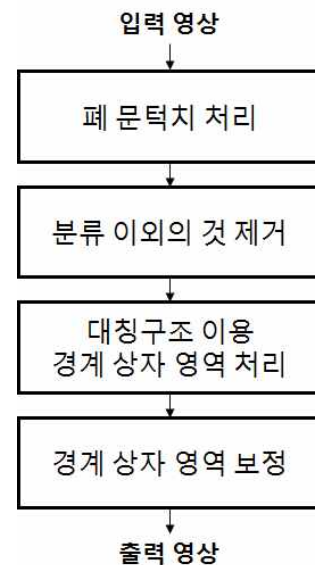 입력 영상
폐 문턱치 처리
분류 이외의 것 제거
대칭구조 이용
경계 상자 영역 처리
경계 상자 영역 보정
출력 영상